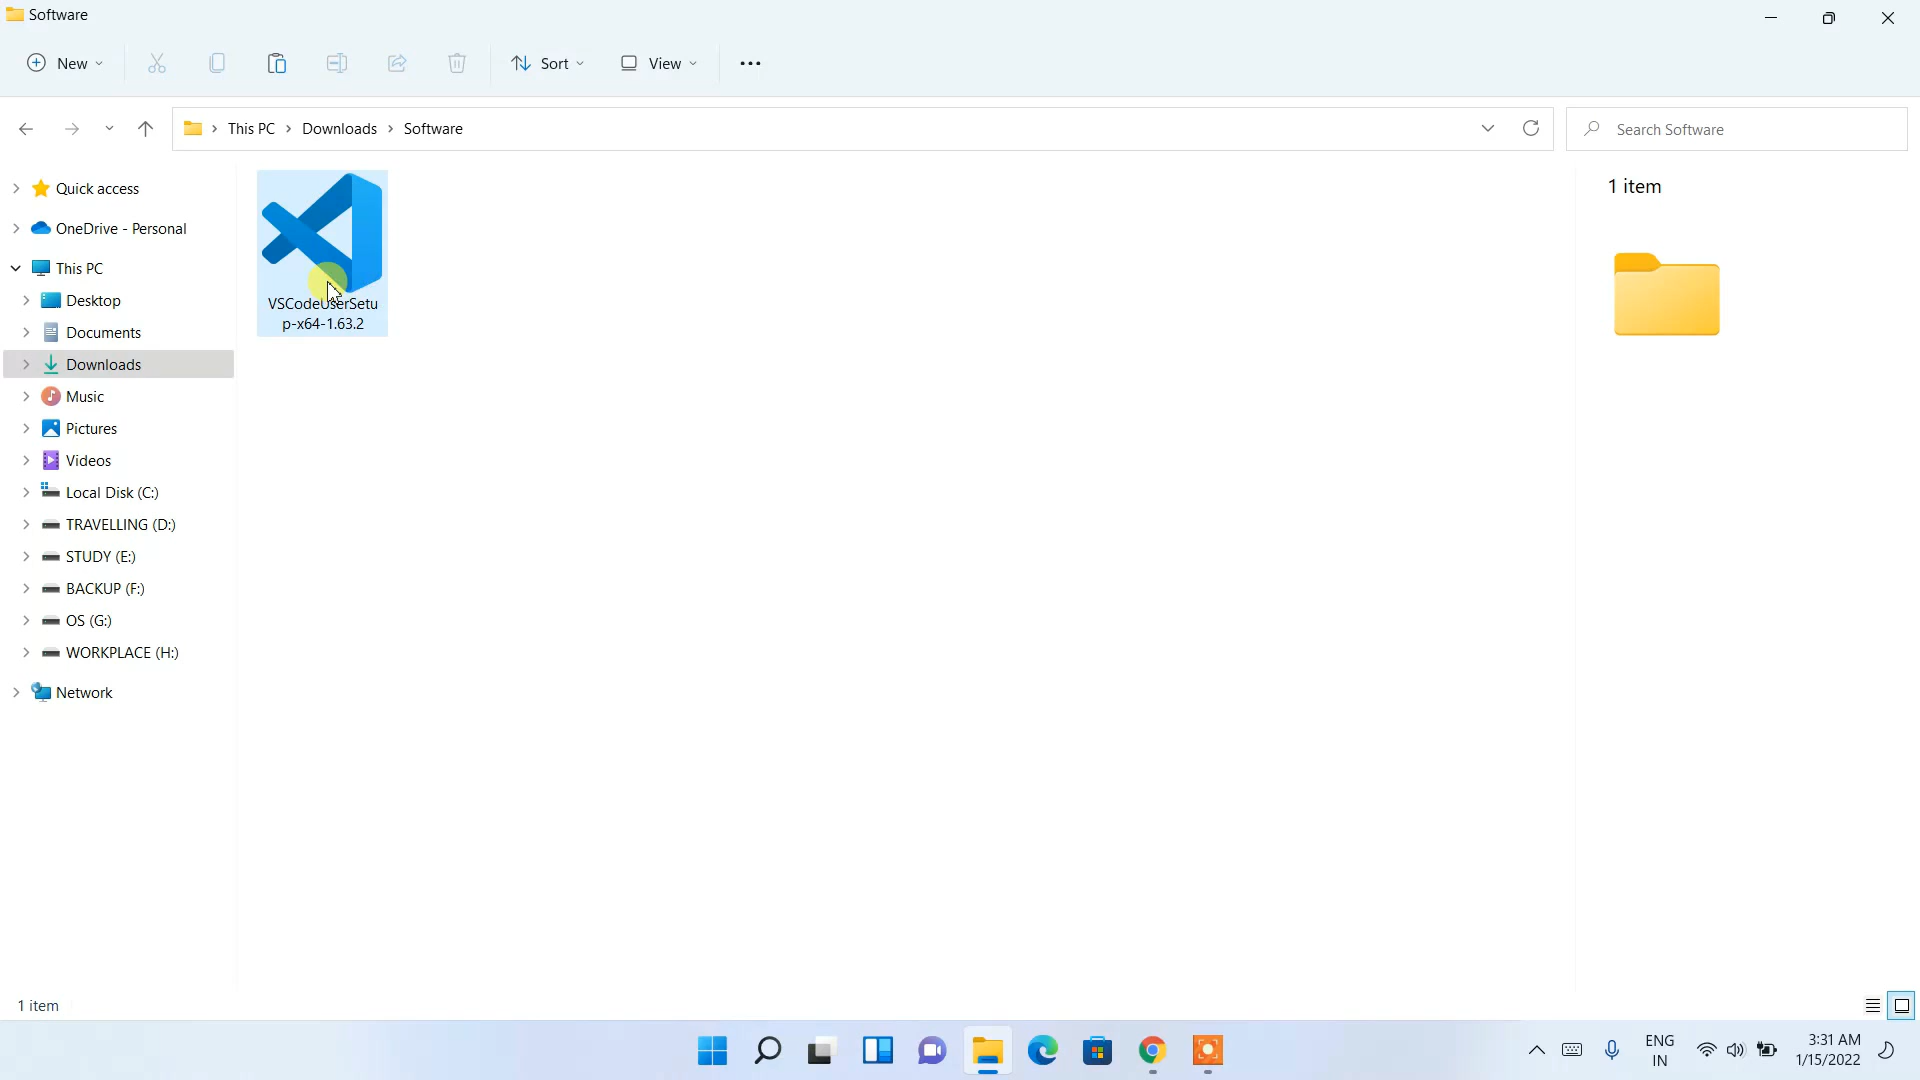 Software
New
Sort
View
This PC
Downloads
Software
Search Software
Quick access
OneDrive - Personal
This PC
Desktop
Documents
Downloads
Music
Pictures
Videos
Local Disk (C:)
TRAVELLING (D:)
STUDY (E:)
BACKUP (F:)
OS (G:)
WORKPLACE (H:)
Network
VSCodeUserSetu
p-x64-1.63.2
1 item
1 item
ENG
IN
3:31 AM
1/15/2022